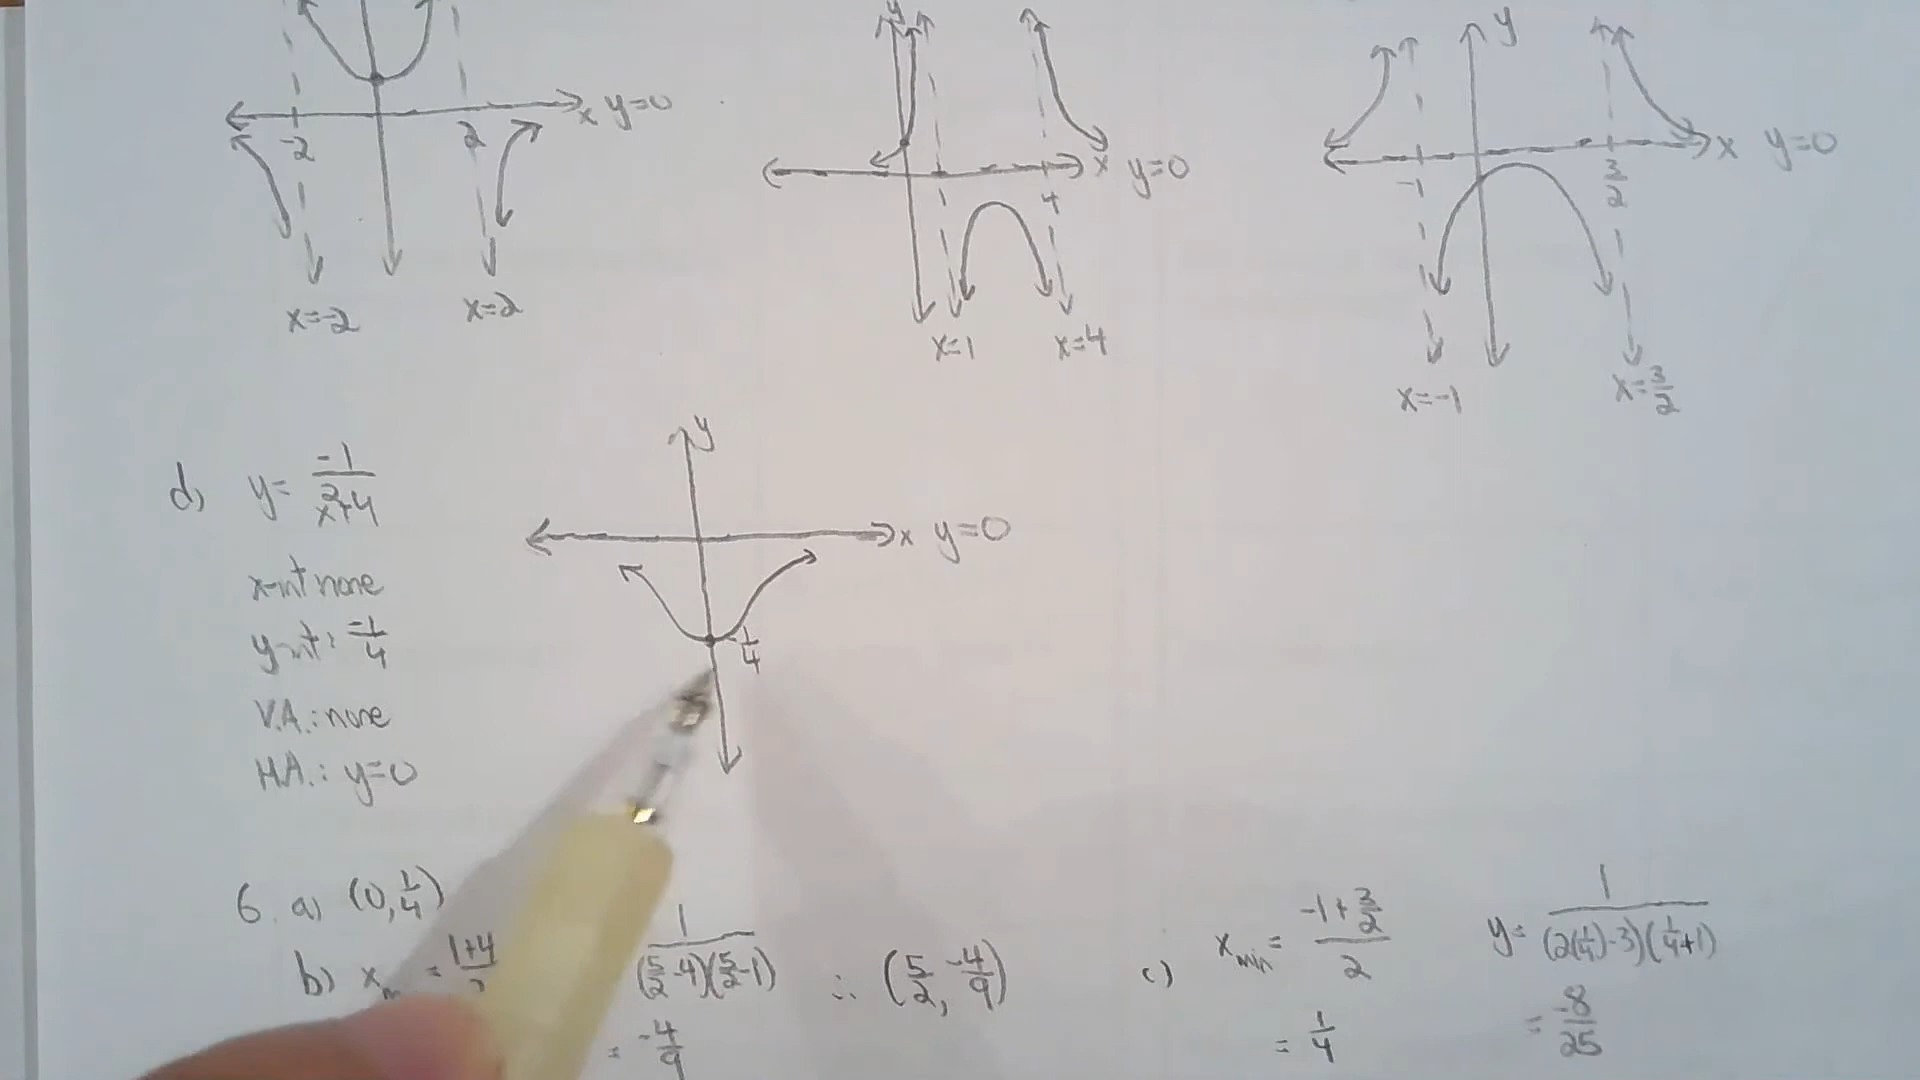 y
y
x y=0
-2
2
x=-2
x=2
x y=0
4
x=1
x=4
x y=0
-1
3/2
x=-1
x=3/2
d) y= -1/(x²+4)
x-int none
y-int: -1/4
V.A.: none
H.A.: y=0
y
x y=0
-1/4
6. a) (0, 1/4)
b) x = (1+4)/
1/((5/2-4)(5/2-1))
= -4/9
∴ (5/2, -4/9)
c) xmin = (-1+3/2)/2
= 1/4
y= 1/((2(1/4)-3)(1/4+1))
= -8/25